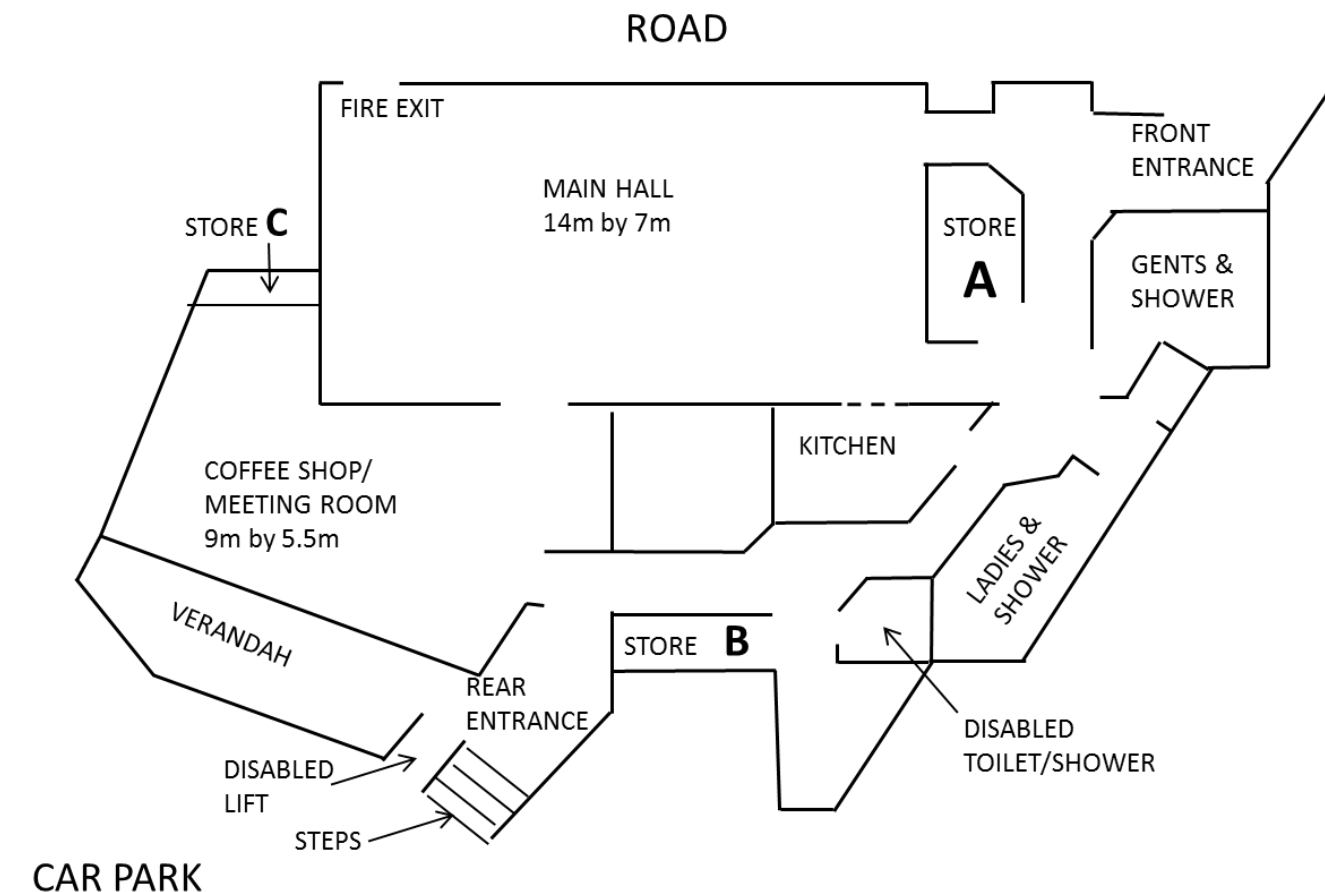 ROAD
FIRE EXIT
FRONT
ENTRANCE
MAIN HALL
14m by 7m
STORE C
STORE
A
GENTS &
SHOWER
KITCHEN
COFFEE SHOP/
MEETING ROOM
9m by 5.5m
LADIES &
SHOWER
VERANDAH
STORE B
REAR
ENTRANCE
DISABLED
TOILET/SHOWER
DISABLED
LIFT
STEPS
CAR PARK